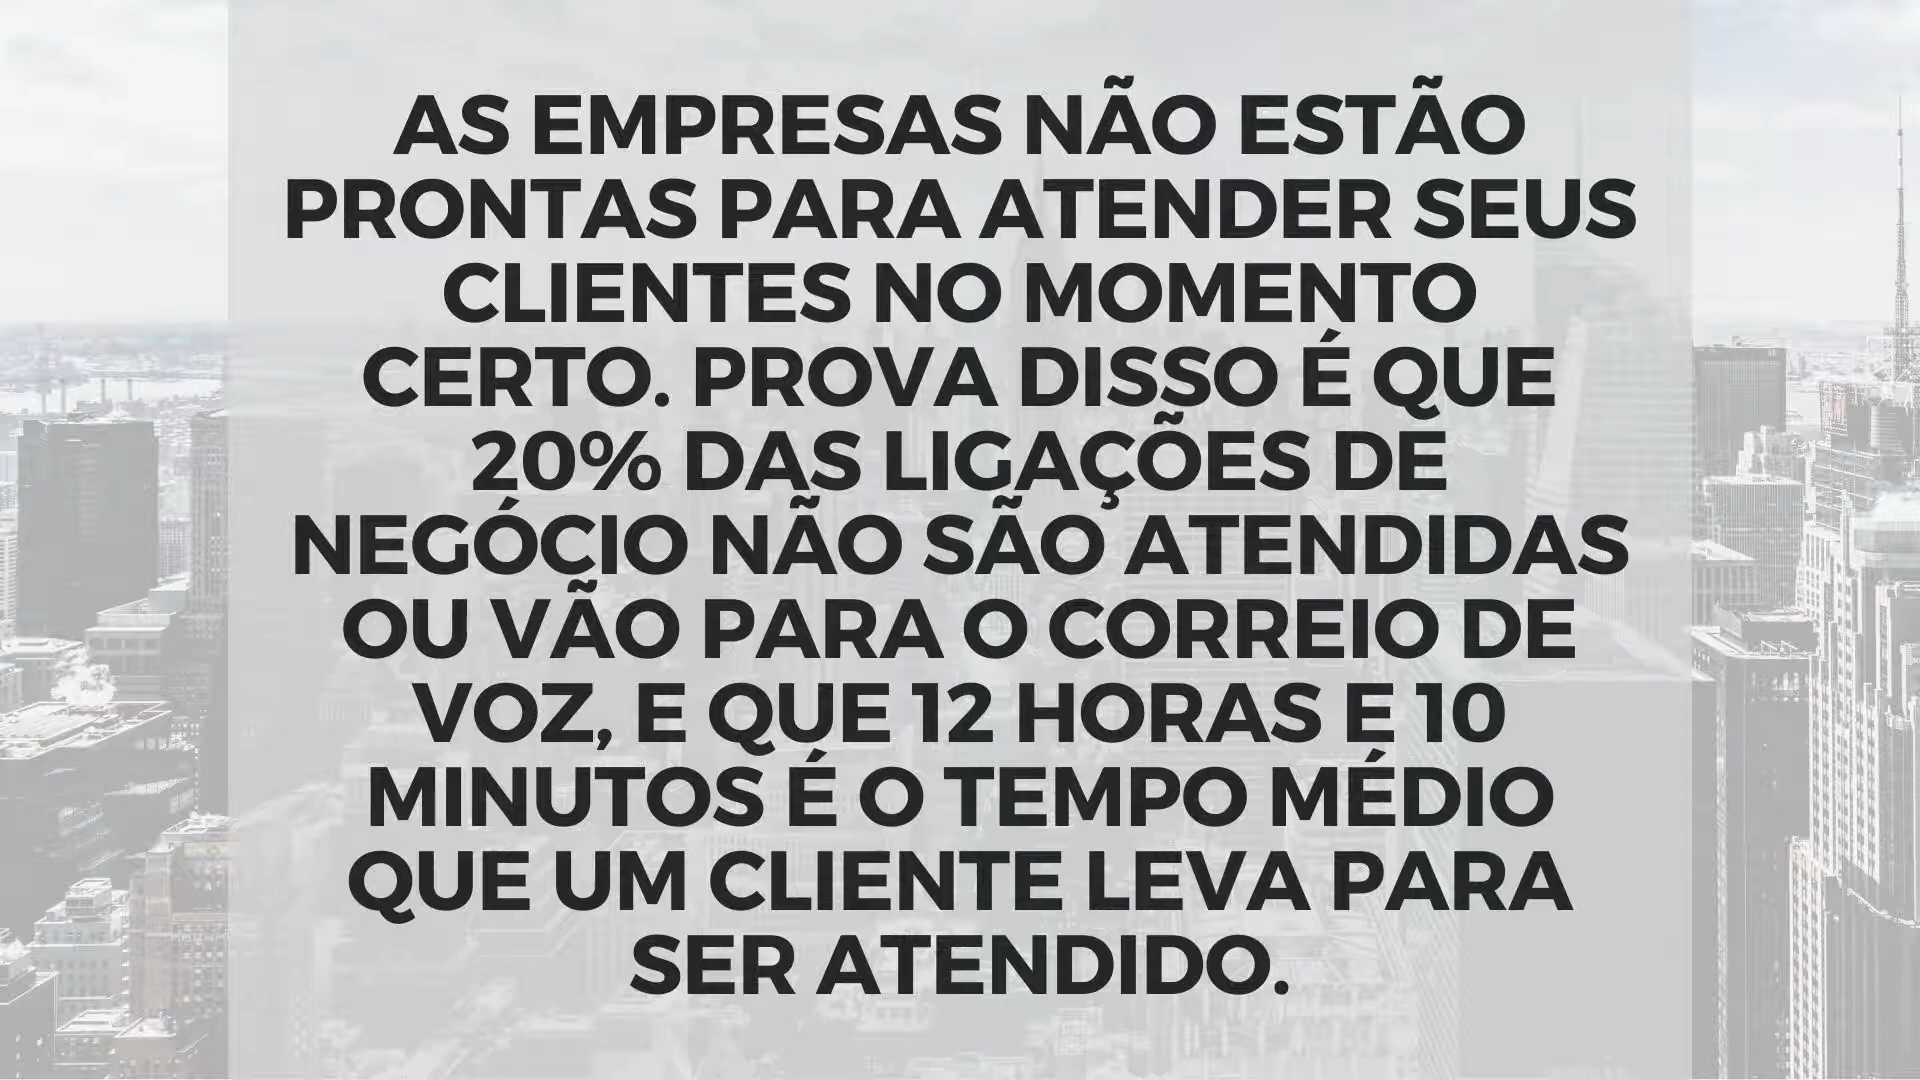 AS EMPRESAS NÃO ESTÃO
PRONTAS PARA ATENDER SEUS
CLIENTES NO MOMENTO
CERTO. PROVA DISSO É QUE
20% DAS LIGAÇÕES DE
NEGÓCIO NÃO SÃO ATENDIDAS
OU VÃO PARA O CORREIO DE
VOZ, E QUE 12 HORAS E 10
MINUTOS É O TEMPO MÉDIO
QUE UM CLIENTE LEVA PARA
SER ATENDIDO.